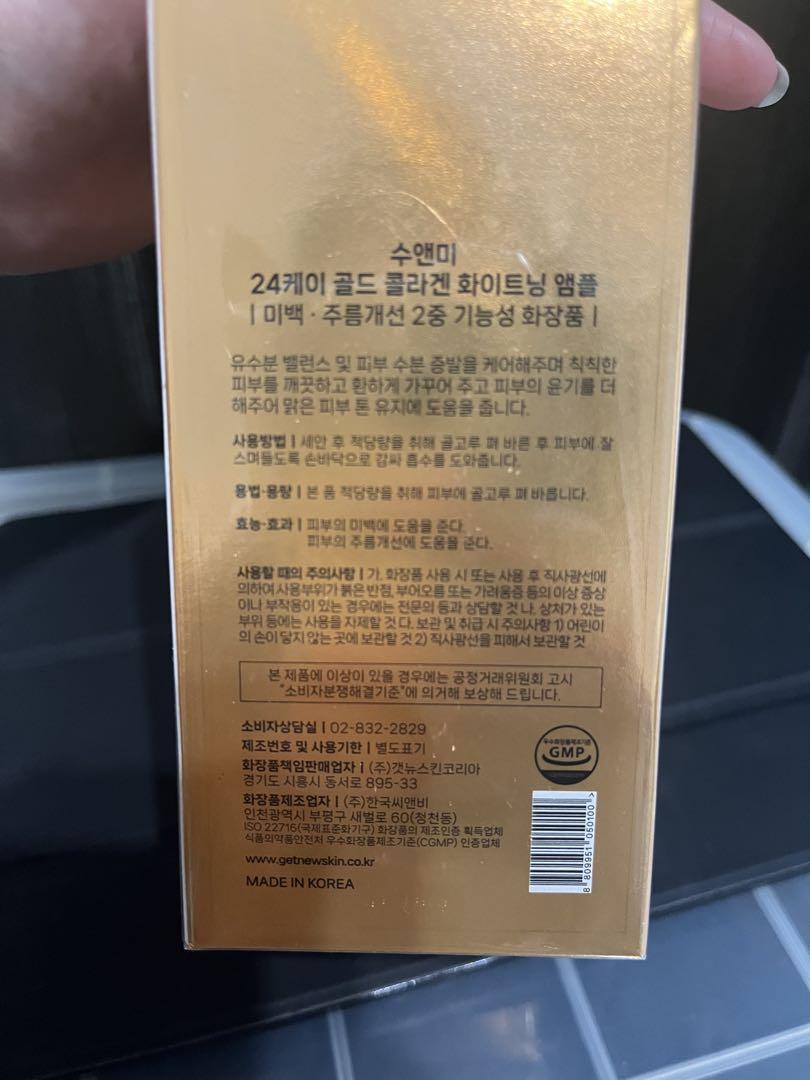 수앤미
24케이 골드 콜라겐 화이트닝 앰플
| 미백 · 주름개선 2중 기능성 화장품 |
유수분 밸런스 및 피부 수분 증발을 케어해주며 칙칙한
피부를 깨끗하고 환하게 가꾸어 주고 피부의 윤기를 더
해주어 맑은 피부 톤 유지에 도움을 줍니다.
사용방법 | 세안 후 적당량을 취해 골고루 펴 바른 후 피부에 잘
스며들도록 손바닥으로 감싸 흡수를 도와줍니다.
용법·용량 | 본 품 적당량을 취해 피부에 골고루 펴 바릅니다.
효능·효과 | 피부의 미백에 도움을 준다.
피부의 주름개선에 도움을 준다.
사용할 때의 주의사항 | 가. 화장품 사용 시 또는 사용 후 직사광선에
의하여 사용부위가 붉은 반점, 부어오름 또는 가려움증 등의 이상 증상
이나 부작용이 있는 경우에는 전문의 등과 상담할 것 나. 상처가 있는
부위 등에는 사용을 자제할 것 다. 보관 및 취급 시 주의사항 1) 어린이
의 손이 닿지 않는 곳에 보관할 것 2) 직사광선을 피해서 보관할 것
본 제품에 이상이 있을 경우에는 공정거래위원회 고시
"소비자분쟁해결기준"에 의거해 보상해 드립니다.
소비자상담실 | 02-832-2829
제조번호 및 사용기한 | 별도표기
화장품책임판매업자 | (주)갯뉴스킨코리아
경기도 시흥시 동서로 895-33
화장품제조업자 | (주)한국씨앤비
인천광역시 부평구 새벌로 60(청천동)
ISO 22716(국제표준화기구) 화장품의 제조인증 획득업체
식품의약품안전처 우수화장품제조기준(CGMP) 인증업체
www.getnewskin.co.kr
MADE IN KOREA
우수화장품제조기준
GMP
8 809951 050100 >